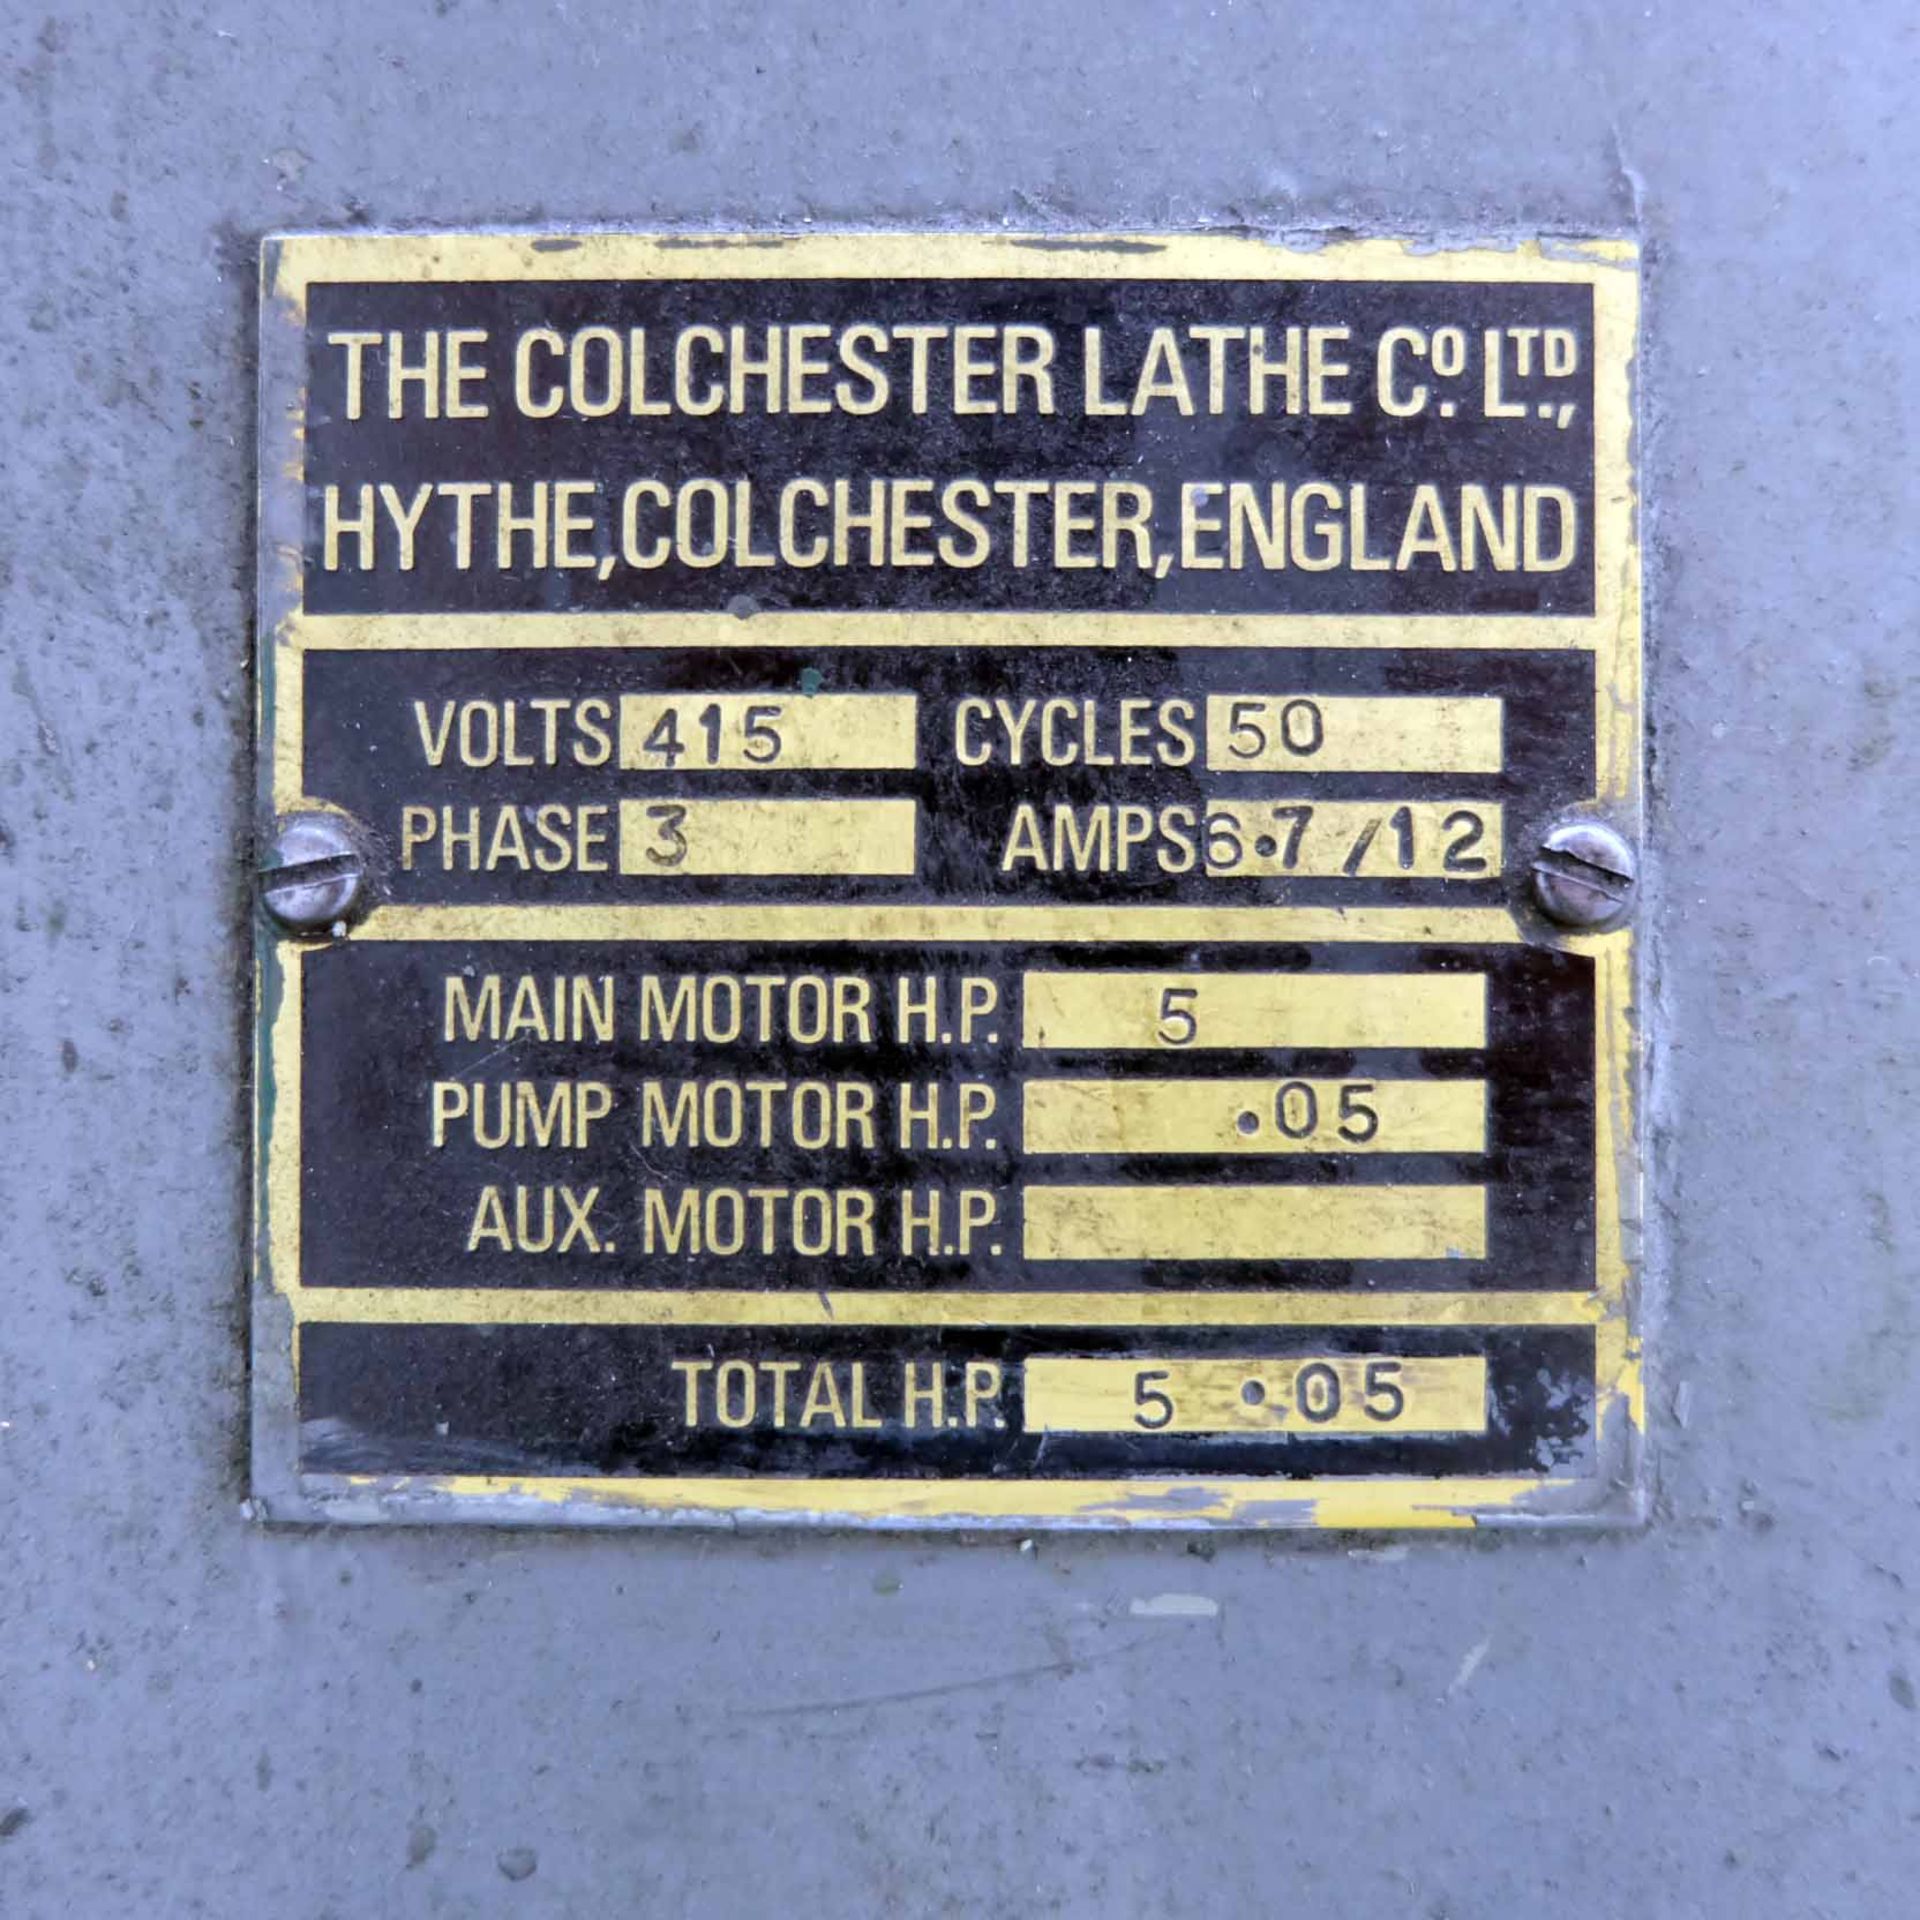 THE COLCHESTER LATHE Cº. LTD.,
HYTHE, COLCHESTER, ENGLAND
VOLTS 415 CYCLES 50
PHASE 3 AMPS 6.7/12
MAIN MOTOR H.P. 5
PUMP MOTOR H.P. .05
AUX. MOTOR H.P.
TOTAL H.P. 5.05